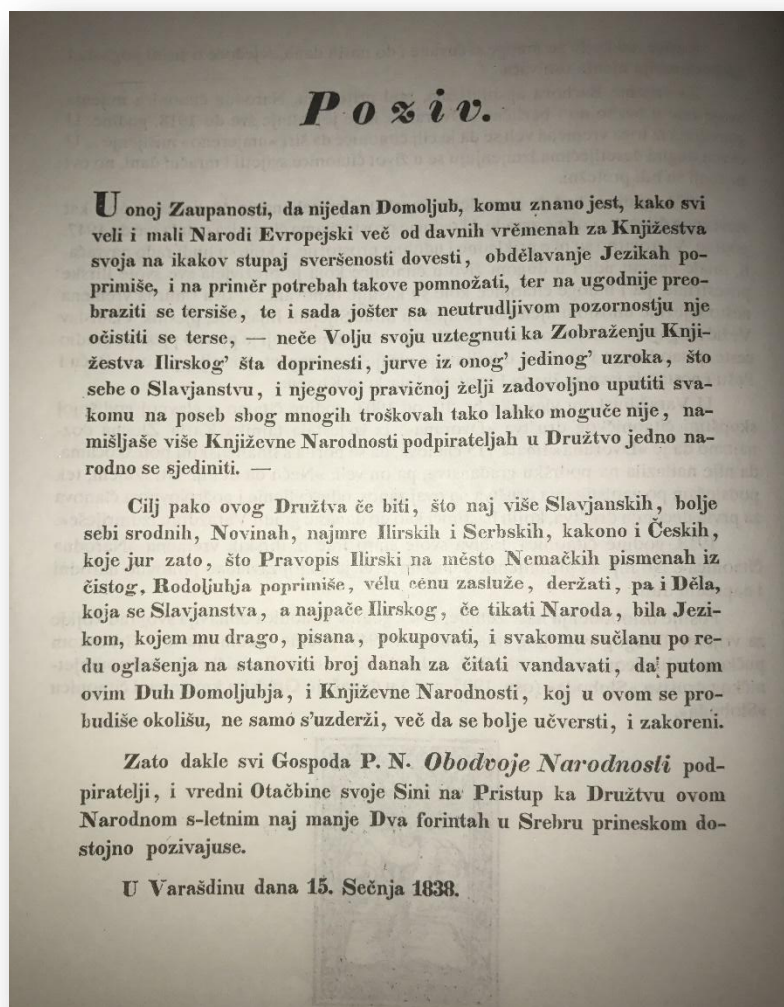 Poziv.
U onoj Zaupanosti, da nijedan Domoljub, komu znano jest, kako svi
veli i mali Narodi Evropejski več od davnih vrěmenah za Knjižestva
svoja na ikakov stupaj sveršenosti dovesti, obdělavanje Jezikah po-
primiše, i na priměr potrebah takove pomnožati, ter na ugodnije preo-
braziti se tersiše, te i sada jošter sa neutrudljivom pozornostju nje
očistiti se terse, — neče Volju svoju uztegnuti ka Zobraženju Knji-
žestva Ilirskog' šta doprinesti, jurve iz onog' jedinog' uzroka, što
sebe o Slavjanstvu, i njegovoj pravičnoj želji zadovoljno uputiti sva-
komu na poseb sbog mnogih troškovah tako lahko moguče nije, na-
mišljaše više Književne Narodnosti podpirateljah u Družtvo jedno na-
rodno se sjediniti. —
Cilj pako ovog Družtva če biti, što naj više Slavjanskih, bolje
sebi srodnih, Novinah, najmre Ilirskih i Serbskih, kakono i Českih,
koje jur zato, što Pravopis Ilirski na město Nemačkih pismenah iz
čistog, Rodoljubja poprimiše, vělu cěnu zasluže, deržati, pa i Děla,
koja se Slavjanstva, a najpače Ilirskog, če tikati Naroda, bila Jezi-
kom, kojem mu drago, pisana, pokupovati, i svakomu sučlanu po re-
du oglašenja na stanoviti broj danah za čitati vandavati, da putom
ovim Duh Domoljubja, i Književne Narodnosti, koj u ovom se pro-
budiše okolišu, ne samo s'uzderži, več da se bolje učversti, i zakoreni.
Zato dakle svi Gospoda P. N. Obodvoje Narodnosti pod-
piratelji, i vredni Otačbine svoje Sini na Pristup ka Družtvu ovom
Narodnom s-letnim naj manje Dva forintah u Srebru prineskom do-
stojno pozivajuse.
U Varašdinu dana 15. Sečnja 1838.